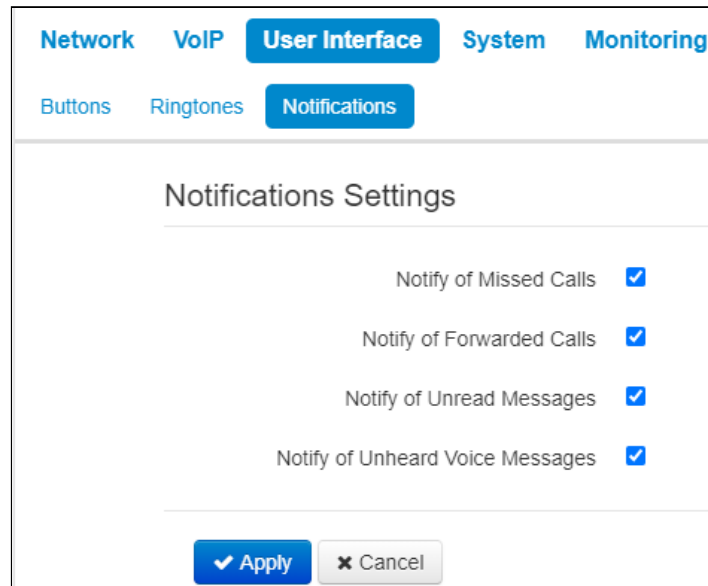 Network VoIP User Interface System Monitoring
Buttons Ringtones Notifications
Notifications Settings
Notify of Missed Calls
Notify of Forwarded Calls
Notify of Unread Messages
Notify of Unheard Voice Messages
Apply Cancel